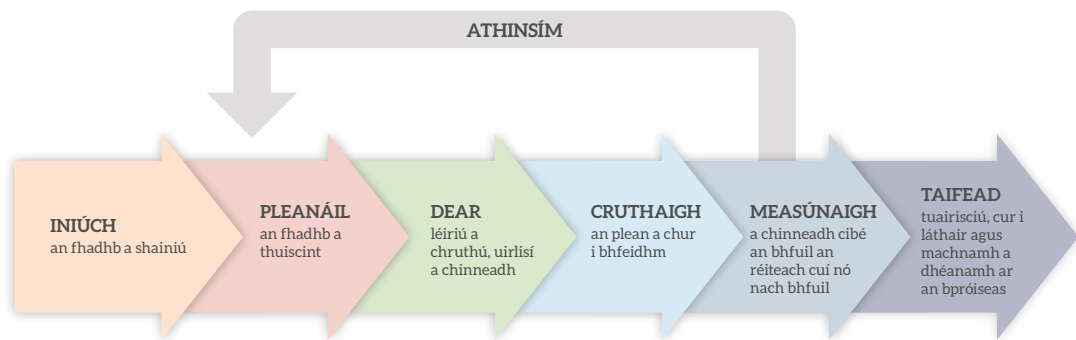 ATHINSÍM
INIÚCH
an fhadhb a shainiú
PLEANÁIL
an fhadhb a
thuiscint
DEAR
léiriú a
chruthú, uirlisí
a chinneadh
CRUTHAIGH
an plean a chur
i bhfeidhm
MEASÚNAIGH
a chinneadh cibé
an bhfuil an
réiteach cuí nó
nach bhfuil
TAIFEAD
tuairisciú, cur i
láthair agus
machnamh a
dhéanamh ar
an bpróiseas